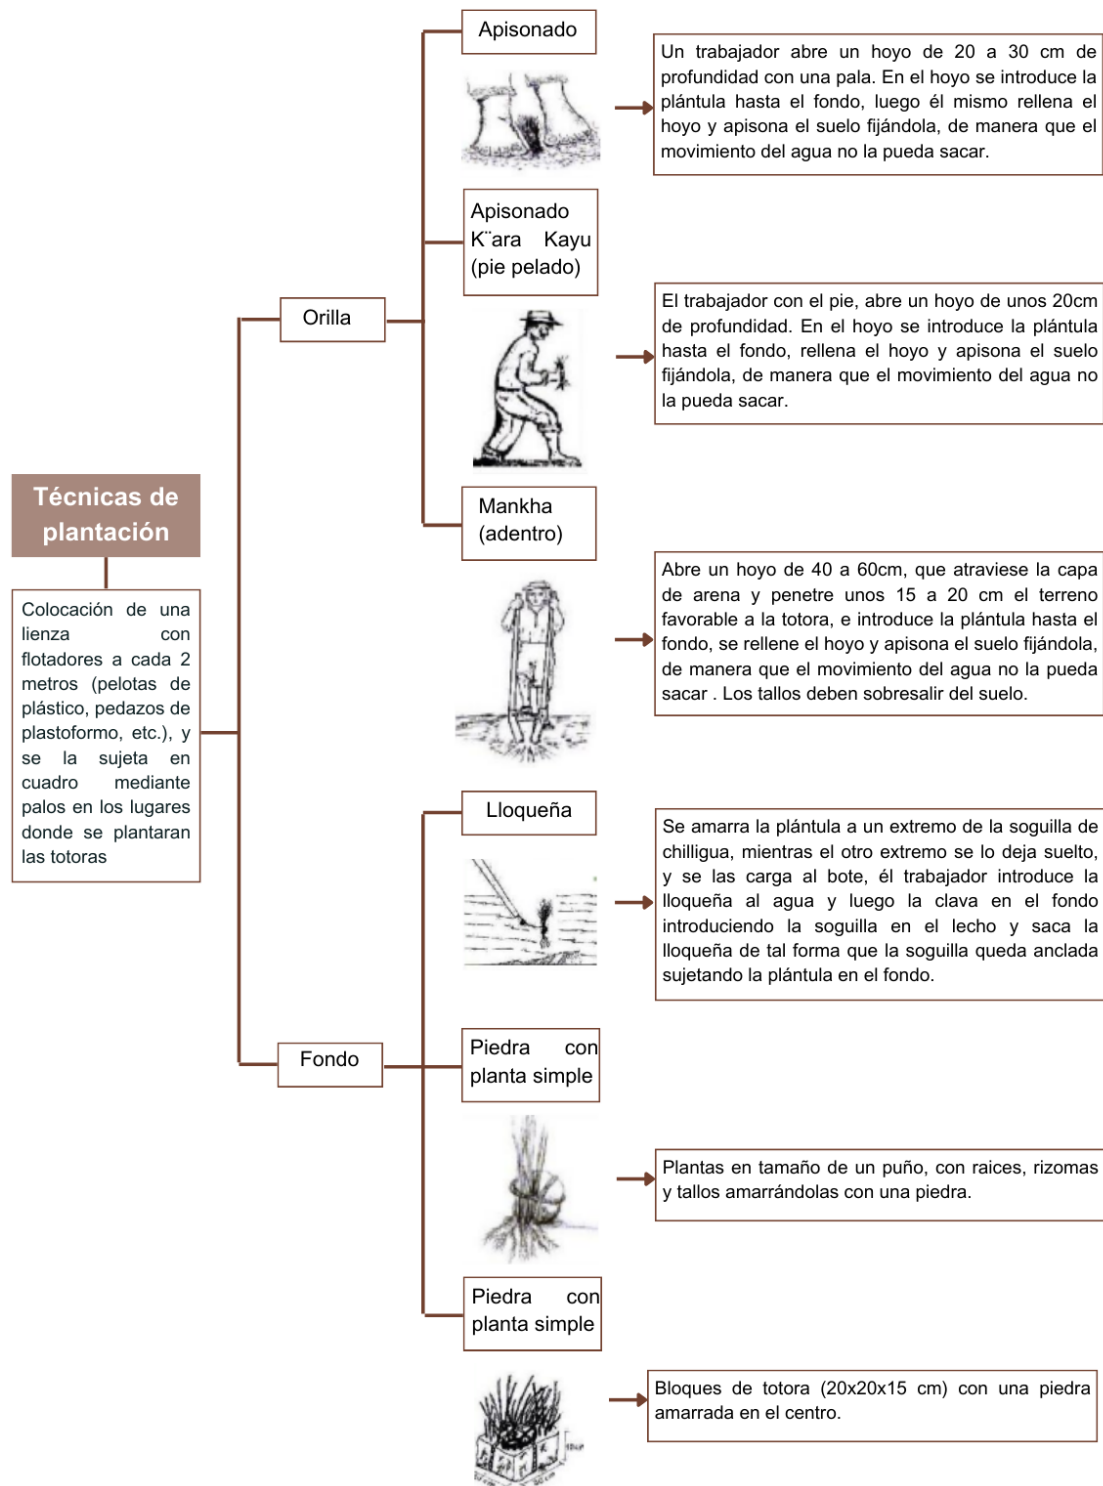 Técnicas de
plantación
Colocación de una
lienza con
flotadores a cada 2
metros (pelotas de
plástico, pedazos de
plastoformo, etc.), y
se la sujeta en
cuadro mediante
palos en los lugares
donde se plantaran
las totoras
Orilla
Apisonado
Un trabajador abre un hoyo de 20 a 30 cm de
profundidad con una pala. En el hoyo se introduce la
plántula hasta el fondo, luego él mismo rellena el
hoyo y apisona el suelo fijándola, de manera que el
movimiento del agua no la pueda sacar.
Apisonado
K¨ara Kayu
(pie pelado)
El trabajador con el pie, abre un hoyo de unos 20cm
de profundidad. En el hoyo se introduce la plántula
hasta el fondo, rellena el hoyo y apisona el suelo
fijándola, de manera que el movimiento del agua no
la pueda sacar.
Mankha
(adentro)
Abre un hoyo de 40 a 60cm, que atraviese la capa
de arena y penetre unos 15 a 20 cm el terreno
favorable a la totora, e introduce la plántula hasta el
fondo, se rellene el hoyo y apisona el suelo fijándola,
de manera que el movimiento del agua no la pueda
sacar . Los tallos deben sobresalir del suelo.
Fondo
Lloqueña
Se amarra la plántula a un extremo de la soguilla de
chilligua, mientras el otro extremo se lo deja suelto,
y se las carga al bote, él trabajador introduce la
lloqueña al agua y luego la clava en el fondo
introduciendo la soguilla en el lecho y saca la
lloqueña de tal forma que la soguilla queda anclada
sujetando la plántula en el fondo.
Piedra con
planta simple
Plantas en tamaño de un puño, con raices, rizomas
y tallos amarrándolas con una piedra.
Piedra con
planta simple
Bloques de totora (20x20x15 cm) con una piedra
amarrada en el centro.